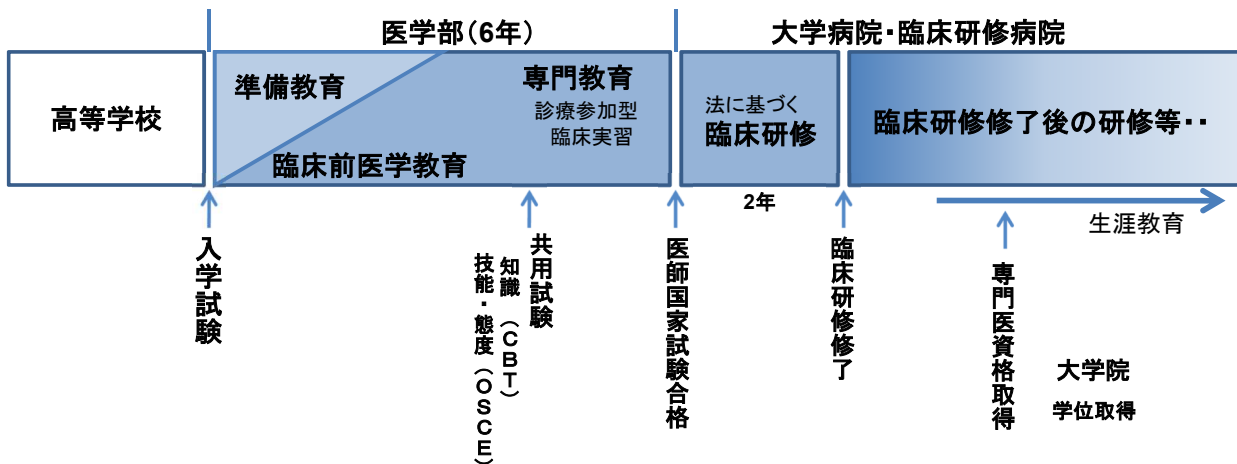 医学部(6年)
大学病院・臨床研修病院
高等学校
準備教育
臨床前医学教育
専門教育
診療参加型
臨床実習
法に基づく
臨床研修
臨床研修修了後の研修等・・
2年
生涯教育
入学試験
共用試験
知識 (CBT)
技能・態度(OSCE)
医師国家試験合格
臨床研修修了
専門医資格取得
大学院
学位取得